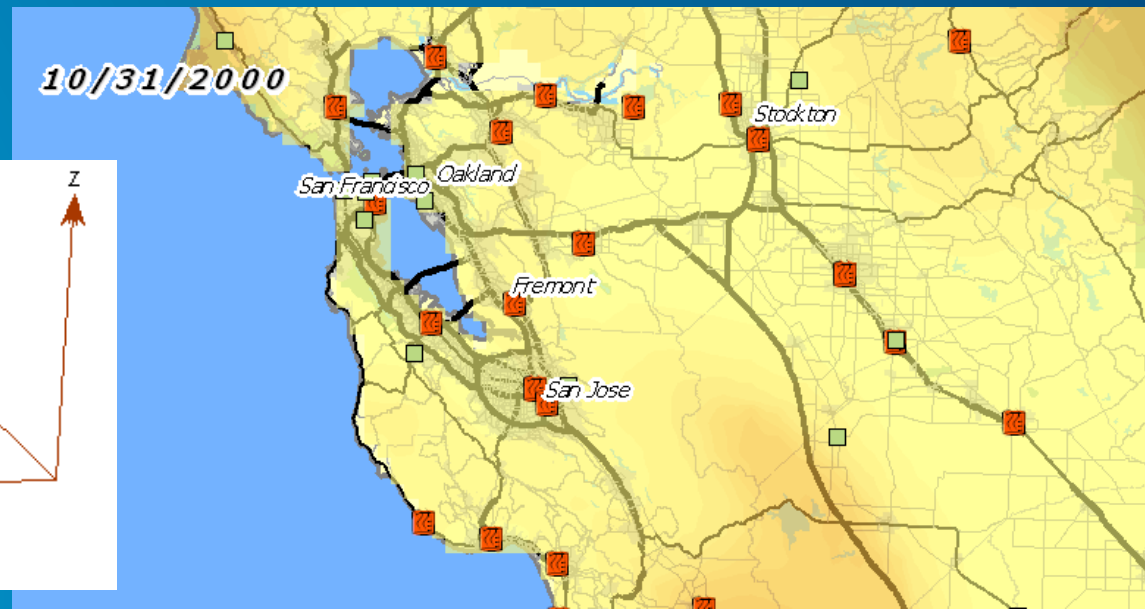 10/31/2000
Stockton
Z
Oakland
San Francisco
Fremont
San Jose